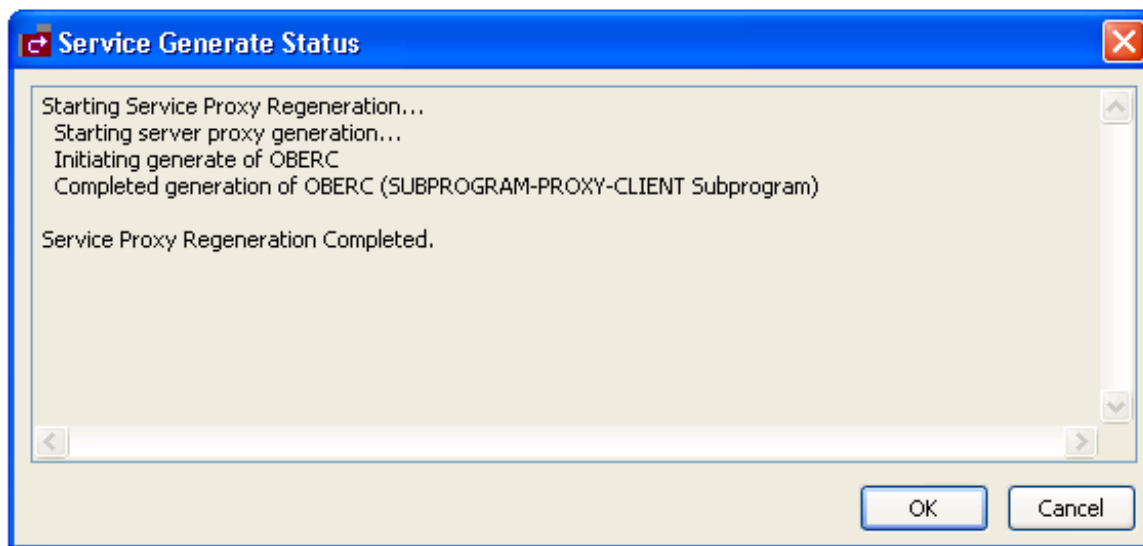 Service Generate Status
Starting Service Proxy Regeneration...
Starting server proxy generation...
Initiating generate of OBERC
Completed generation of OBERC (SUBPROGRAM-PROXY-CLIENT Subprogram)
Service Proxy Regeneration Completed.
OK
Cancel